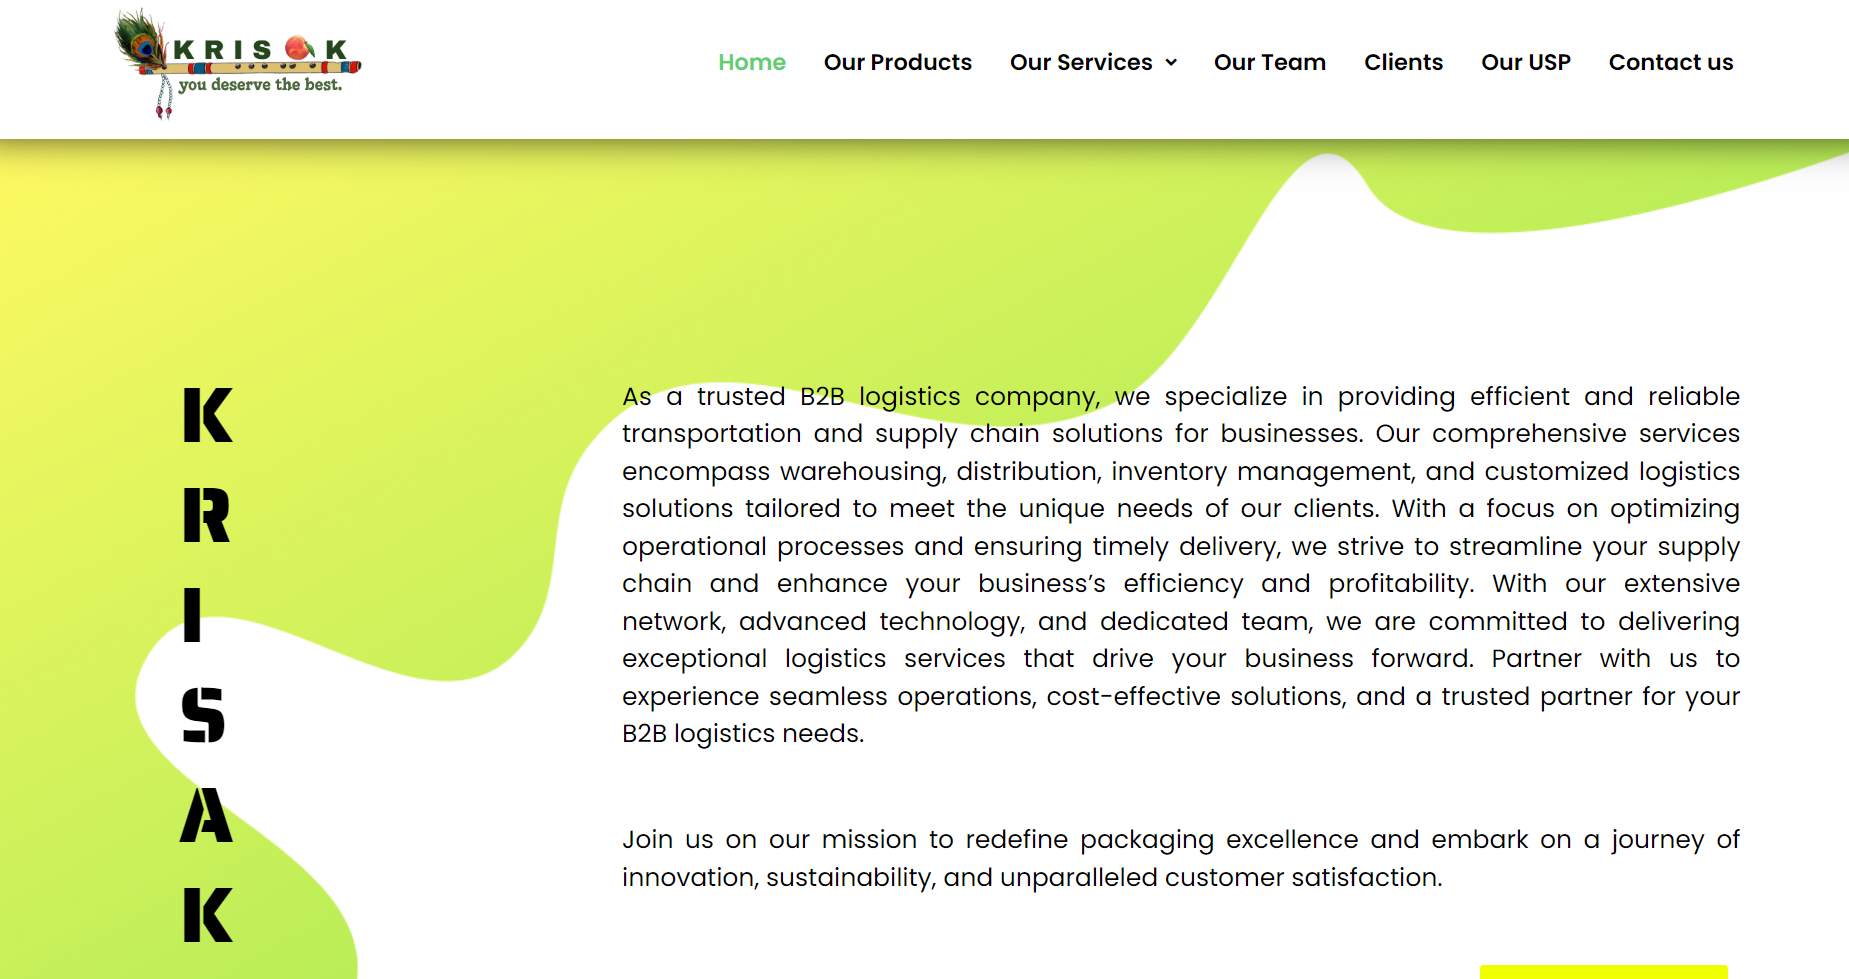 KRIS K
you deserve the best.
Home Our Products Our Services Our Team Clients Our USP Contact us
K
R
I
S
A
K
As a trusted B2B logistics company, we specialize in providing efficient and reliable
transportation and supply chain solutions for businesses. Our comprehensive services
encompass warehousing, distribution, inventory management, and customized logistics
solutions tailored to meet the unique needs of our clients. With a focus on optimizing
operational processes and ensuring timely delivery, we strive to streamline your supply
chain and enhance your business’s efficiency and profitability. With our extensive
network, advanced technology, and dedicated team, we are committed to delivering
exceptional logistics services that drive your business forward. Partner with us to
experience seamless operations, cost-effective solutions, and a trusted partner for your
B2B logistics needs.
Join us on our mission to redefine packaging excellence and embark on a journey of
innovation, sustainability, and unparalleled customer satisfaction.